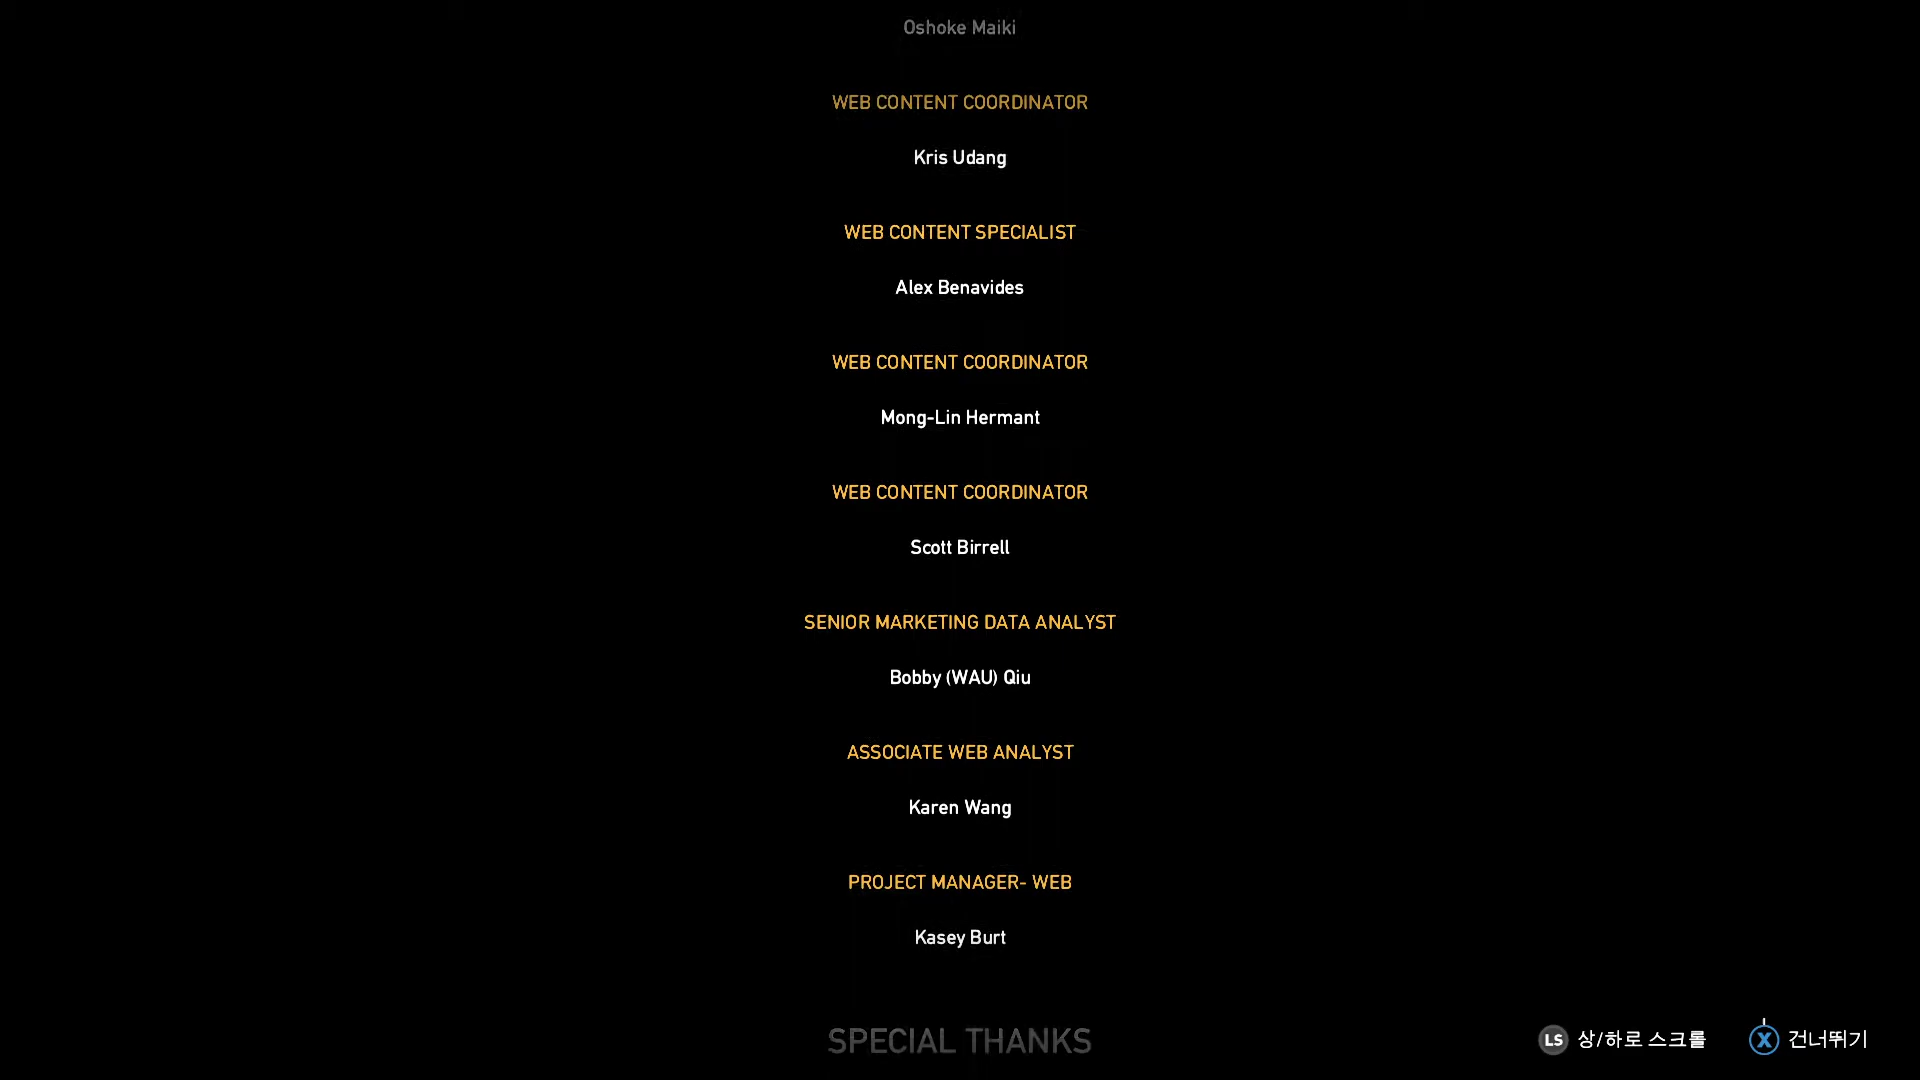 Oshoke Maiki
WEB CONTENT COORDINATOR
Kris Udang
WEB CONTENT SPECIALIST
Alex Benavides
WEB CONTENT COORDINATOR
Mong-Lin Hermant
WEB CONTENT COORDINATOR
Scott Birrell
SENIOR MARKETING DATA ANALYST
Bobby (WAU) Qiu
ASSOCIATE WEB ANALYST
Karen Wang
PROJECT MANAGER- WEB
Kasey Burt
SPECIAL THANKS
LS 상/하로 스크롤 X 건너뛰기